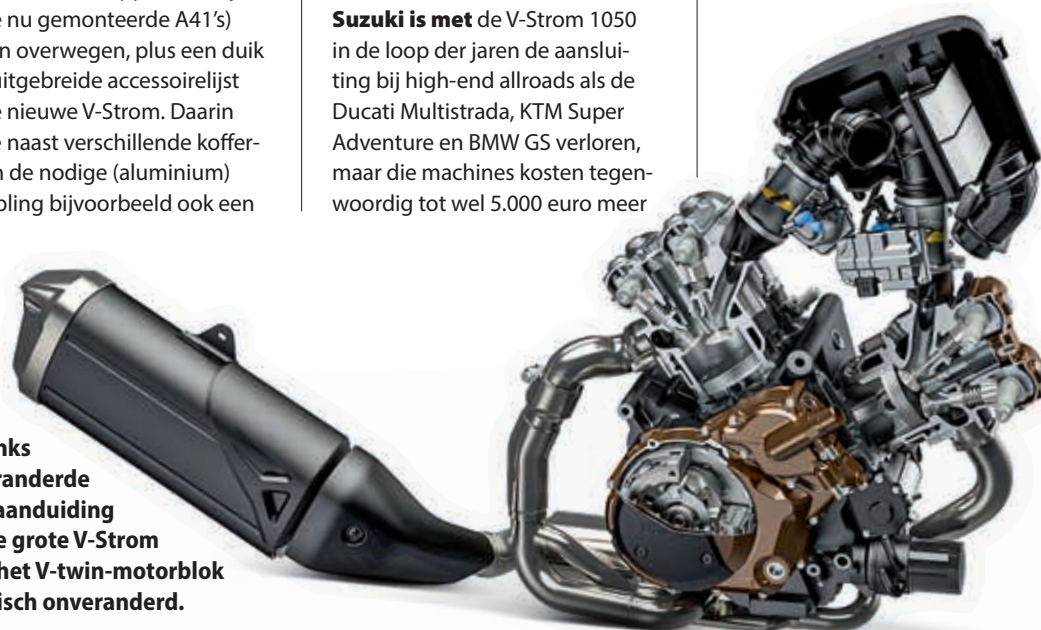 e nu gemonteerde A41's)
n overwegen, plus een duik
uitgebreide accessoirelijst
e nieuwe V-Strom. Daarin
e naast verschillende koffer-
n de nodige (aluminium)
bling bijvoorbeeld ook een
Suzuki is met de V-Strom 1050
in de loop der jaren de aanslui-
ting bij high-end allroads als de
Ducati Multistrada, KTM Super
Adventure en BMW GS verloren,
maar die machines kosten tegen-
woordig tot wel 5.000 euro meer
nks
randerde
aanduiding
e grote V-Strom
het V-twin-motorblok
isch onveranderd.